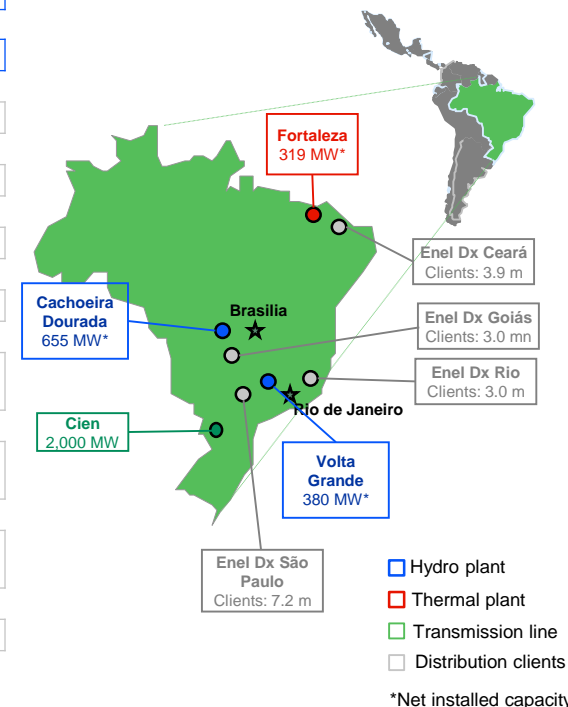 Fortaleza
319 MW*
Enel Dx Ceará
Clients: 3.9 m
Cachoeira
Dourada
655 MW*
Brasilia
Enel Dx Goiás
Clients: 3.0 mn
Enel Dx Rio
Clients: 3.0 m
Rio de Janeiro
Cien
2,000 MW
Volta
Grande
380 MW*
Enel Dx São
Paulo
Clients: 7.2 m
Hydro plant
Thermal plant
Transmission line
Distribution clients
*Net installed capacity